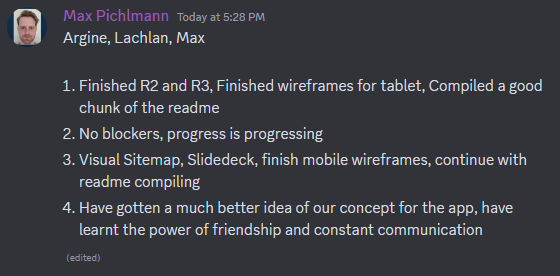 Max Pichlmann Today at 5:28 PM
Argine, Lachlan, Max
1. Finished R2 and R3, Finished wireframes for tablet, Compiled a good
chunk of the readme
2. No blockers, progress is progressing
3. Visual Sitemap, Slidedeck, finish mobile wireframes, continue with
readme compiling
4. Have gotten a much better idea of our concept for the app, have
learnt the power of friendship and constant communication
(edited)